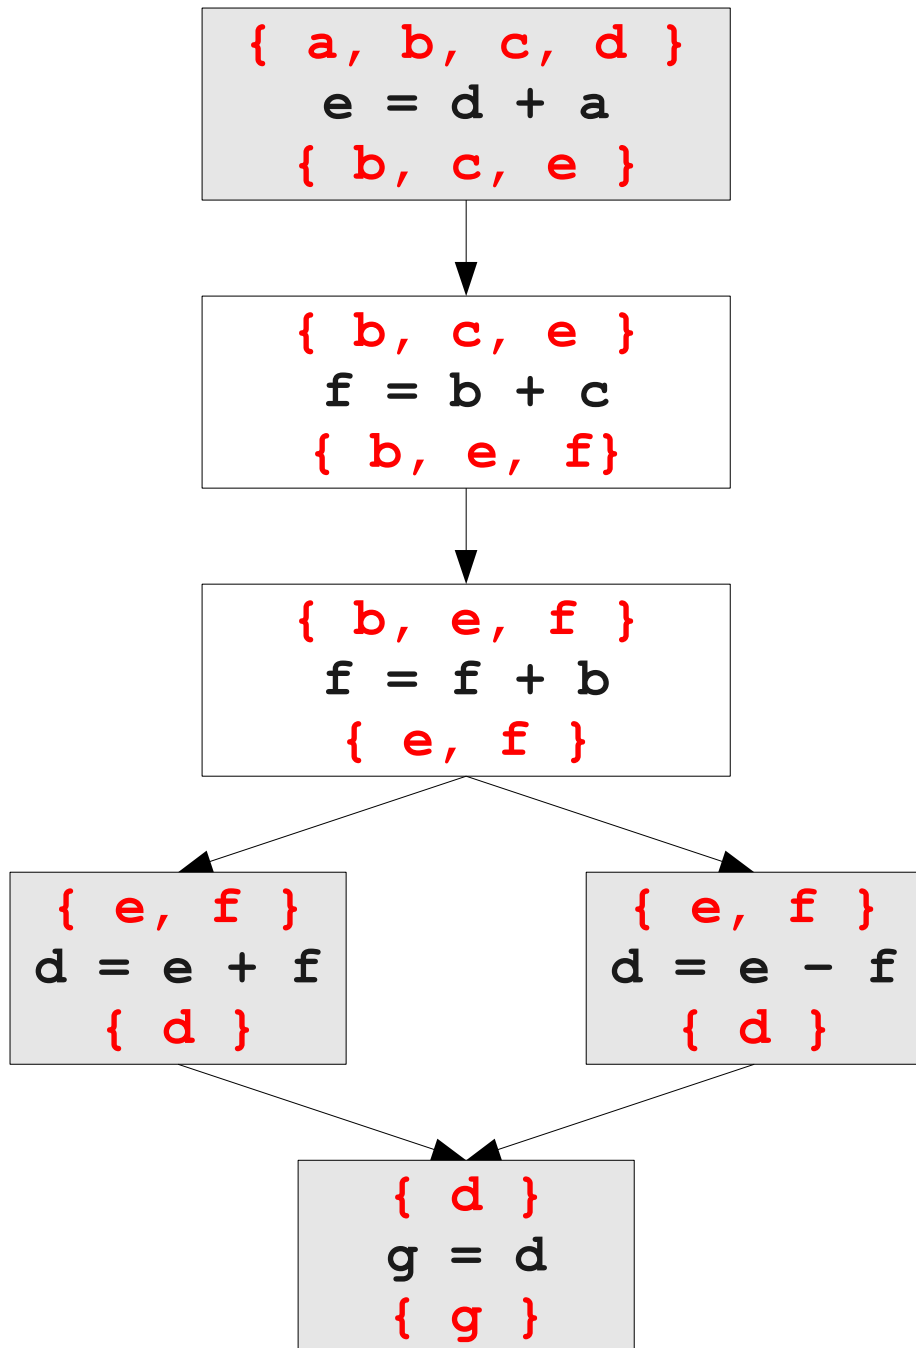 { a, b, c, d }
e = d + a
{ b, c, e }
{ b, c, e }
f = b + c
{ b, e, f}
{ b, e, f }
f = f + b
{ e, f }
{ e, f }
d = e + f
{ d }
{ e, f }
d = e - f
{ d }
{ d }
g = d
{ g }